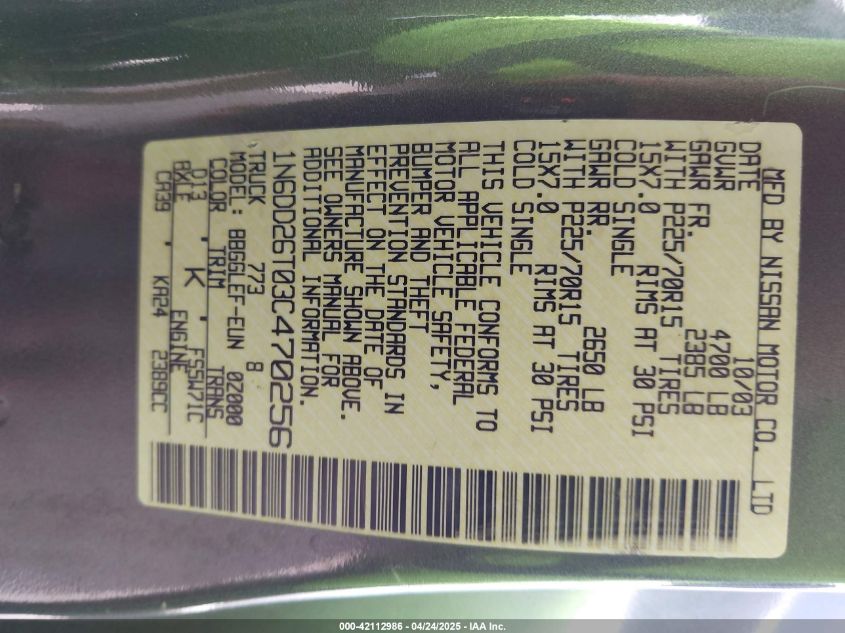 MFD BY NISSAN MOTOR CO. LTD
DATE 10/03
GVWR 4700 LB
GAWR FR. 2385 LB
WITH P225/70R15 TIRES
15X7.0 RIMS AT 30 PSI
COLD SINGLE
GAWR RR. 2650 LB
WITH P225/70R15 TIRES
15X7.0 RIMS AT 30 PSI
COLD SINGLE
THIS VEHICLE CONFORMS TO
ALL APPLICABLE FEDERAL
MOTOR VEHICLE SAFETY,
BUMPER AND THEFT
PREVENTION STANDARDS IN
EFFECT ON THE DATE OF
MANUFACTURE SHOWN ABOVE.
SEE OWNERS MANUAL FOR
ADDITIONAL INFORMATION.
1N6DD26T03C470256
TRUCK 773 8
MODEL: BBGGLEF-EUN 0Z000
COLOR TRIM TRANS
D13 . K . FS5W71C
AXLE ENGINE
CA39 . KA24 2389CC
000-42112986 - 04/24/2025 - IAA Inc.